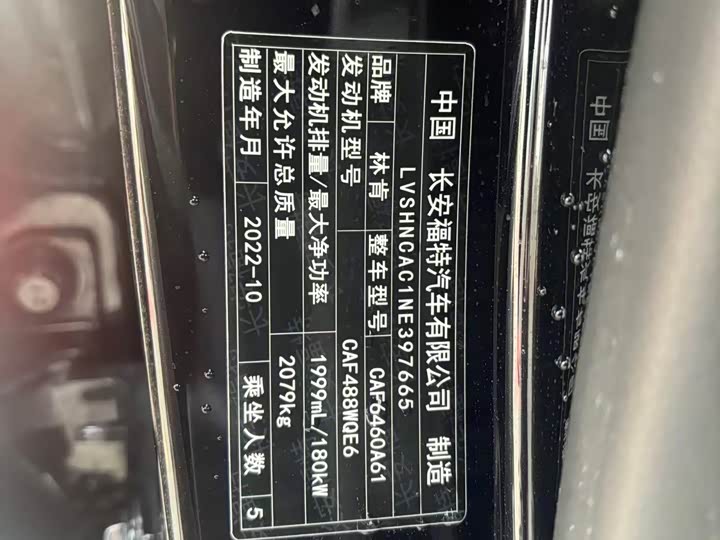 中国 长安福特汽车有限公司 制造
LVSHNCAC1NE397665
品牌 林肯 整车型号 CAF6460A61
发动机型号 CAF488WQE6
发动机排量/最大净功率 1999mL/180kW
最大允许总质量 2079kg
制造年月 2022-10 乘坐人数 5
中国